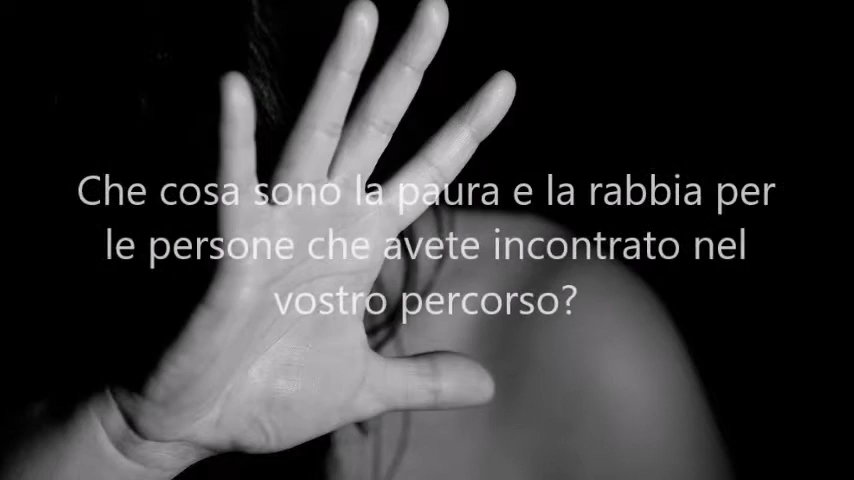 Che cosa sono la paura e la rabbia per
le persone che avete incontrato nel
vostro percorso?